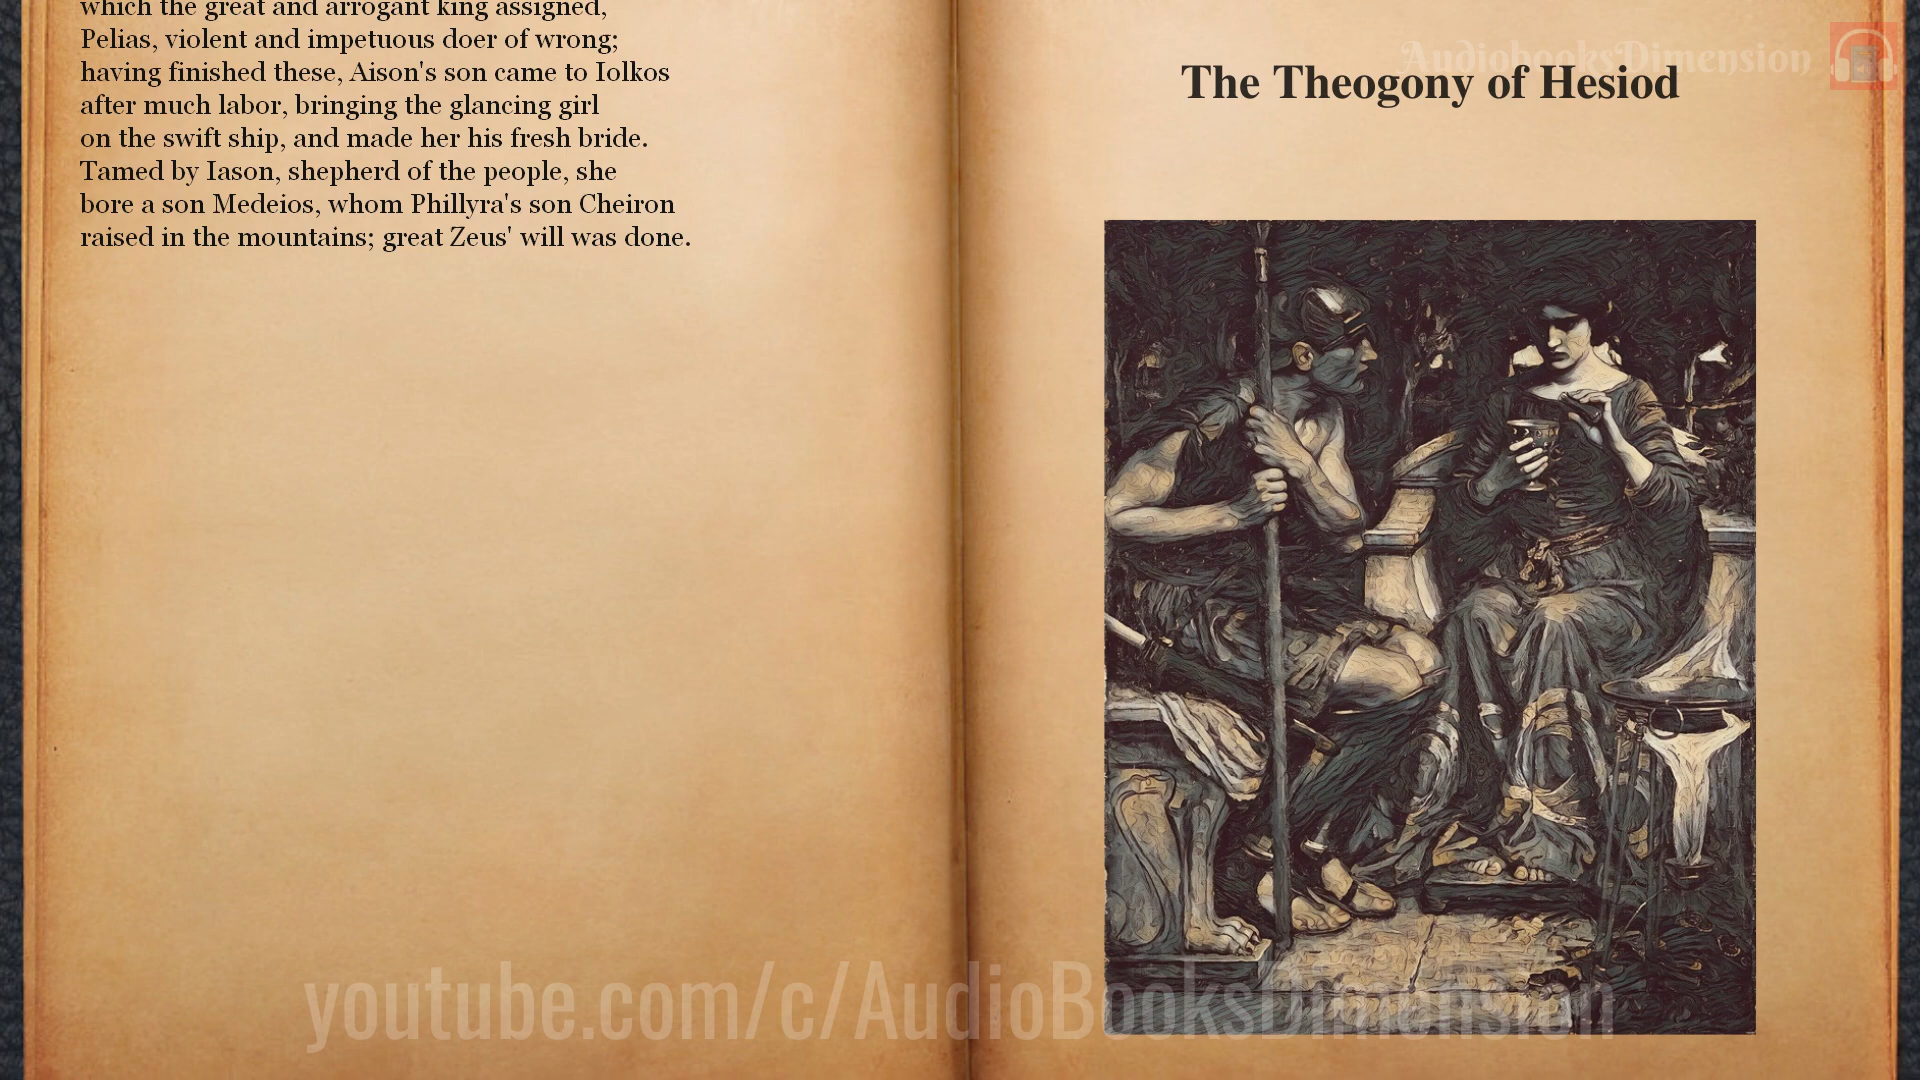 which the great and arrogant king assigned,
Pelias, violent and impetuous doer of wrong;
having finished these, Aison's son came to Iolkos
after much labor, bringing the glancing girl
on the swift ship, and made her his fresh bride.
Tamed by Iason, shepherd of the people, she
bore a son Medeios, whom Phillyra's son Cheiron
raised in the mountains; great Zeus' will was done.
AudiobooksDimension
The Theogony of Hesiod
youtube.com/c/AudioBooksDimension